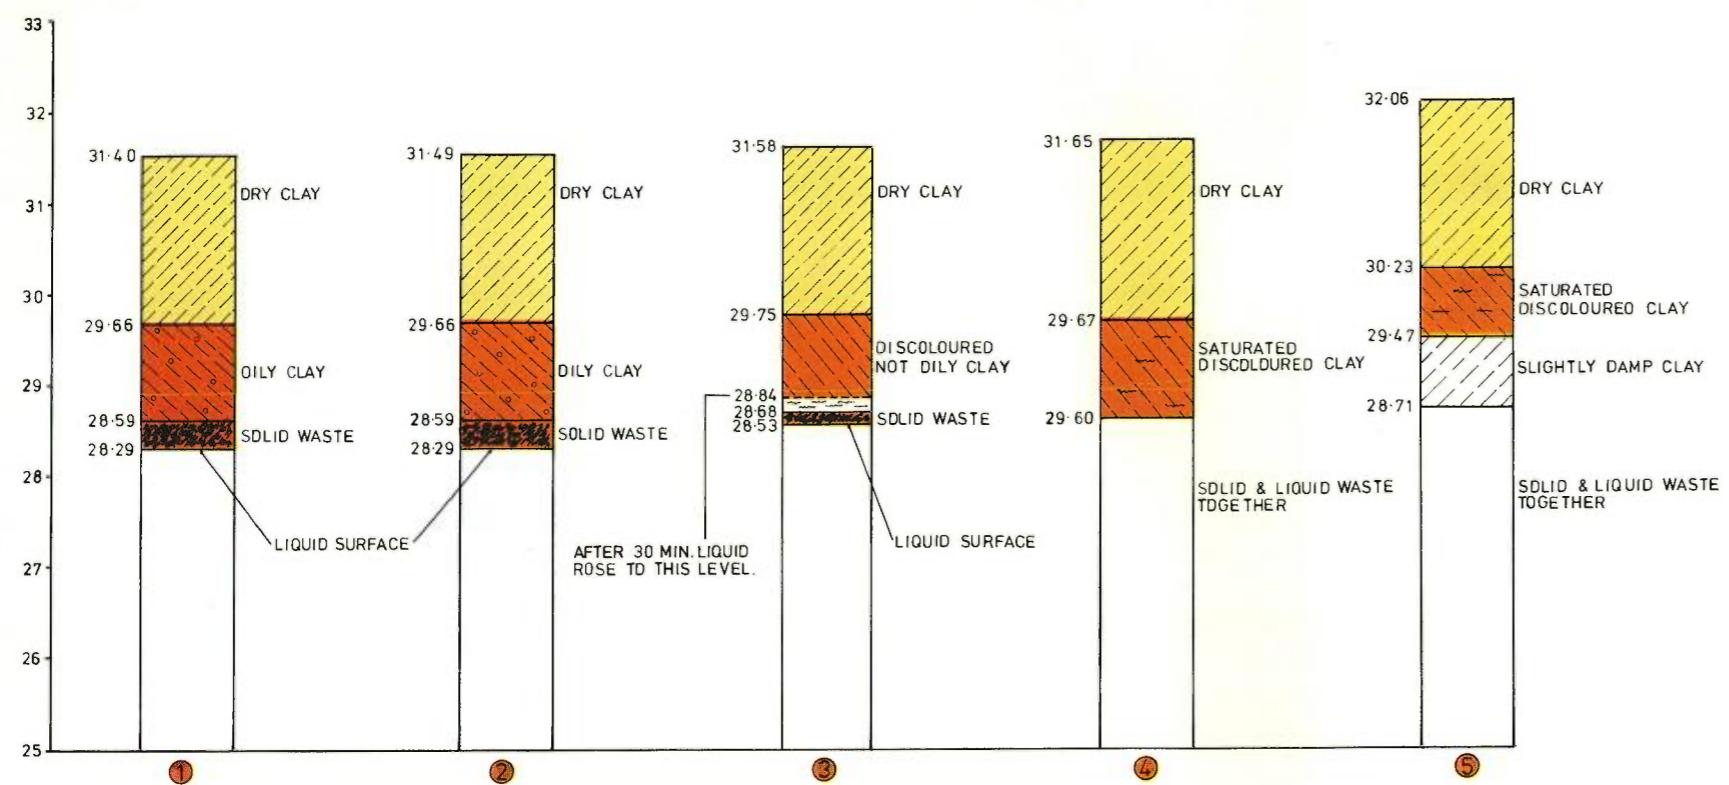 33
32
31
30
29
28
27
26
25
31·40
DRY CLAY
29·66
OILY CLAY
28·59
SOLID WASTE
28·29
LIQUID SURFACE
1
31·49
DRY CLAY
29·66
OILY CLAY
28·59
SOLID WASTE
28·29
2
31·58
DRY CLAY
29·75
DISCOLOURED
NOT OILY CLAY
28·84
28·68
SOLID WASTE
28·53
LIQUID SURFACE
AFTER 30 MIN. LIQUID
ROSE TO THIS LEVEL.
3
31·65
DRY CLAY
29·67
SATURATED
DISCOLOURED CLAY
29·60
SOLID & LIQUID WASTE
TOGETHER
4
32·06
DRY CLAY
30·23
SATURATED
DISCOLOURED CLAY
29·47
SLIGHTLY DAMP CLAY
28·71
SOLID & LIQUID WASTE
TOGETHER
5